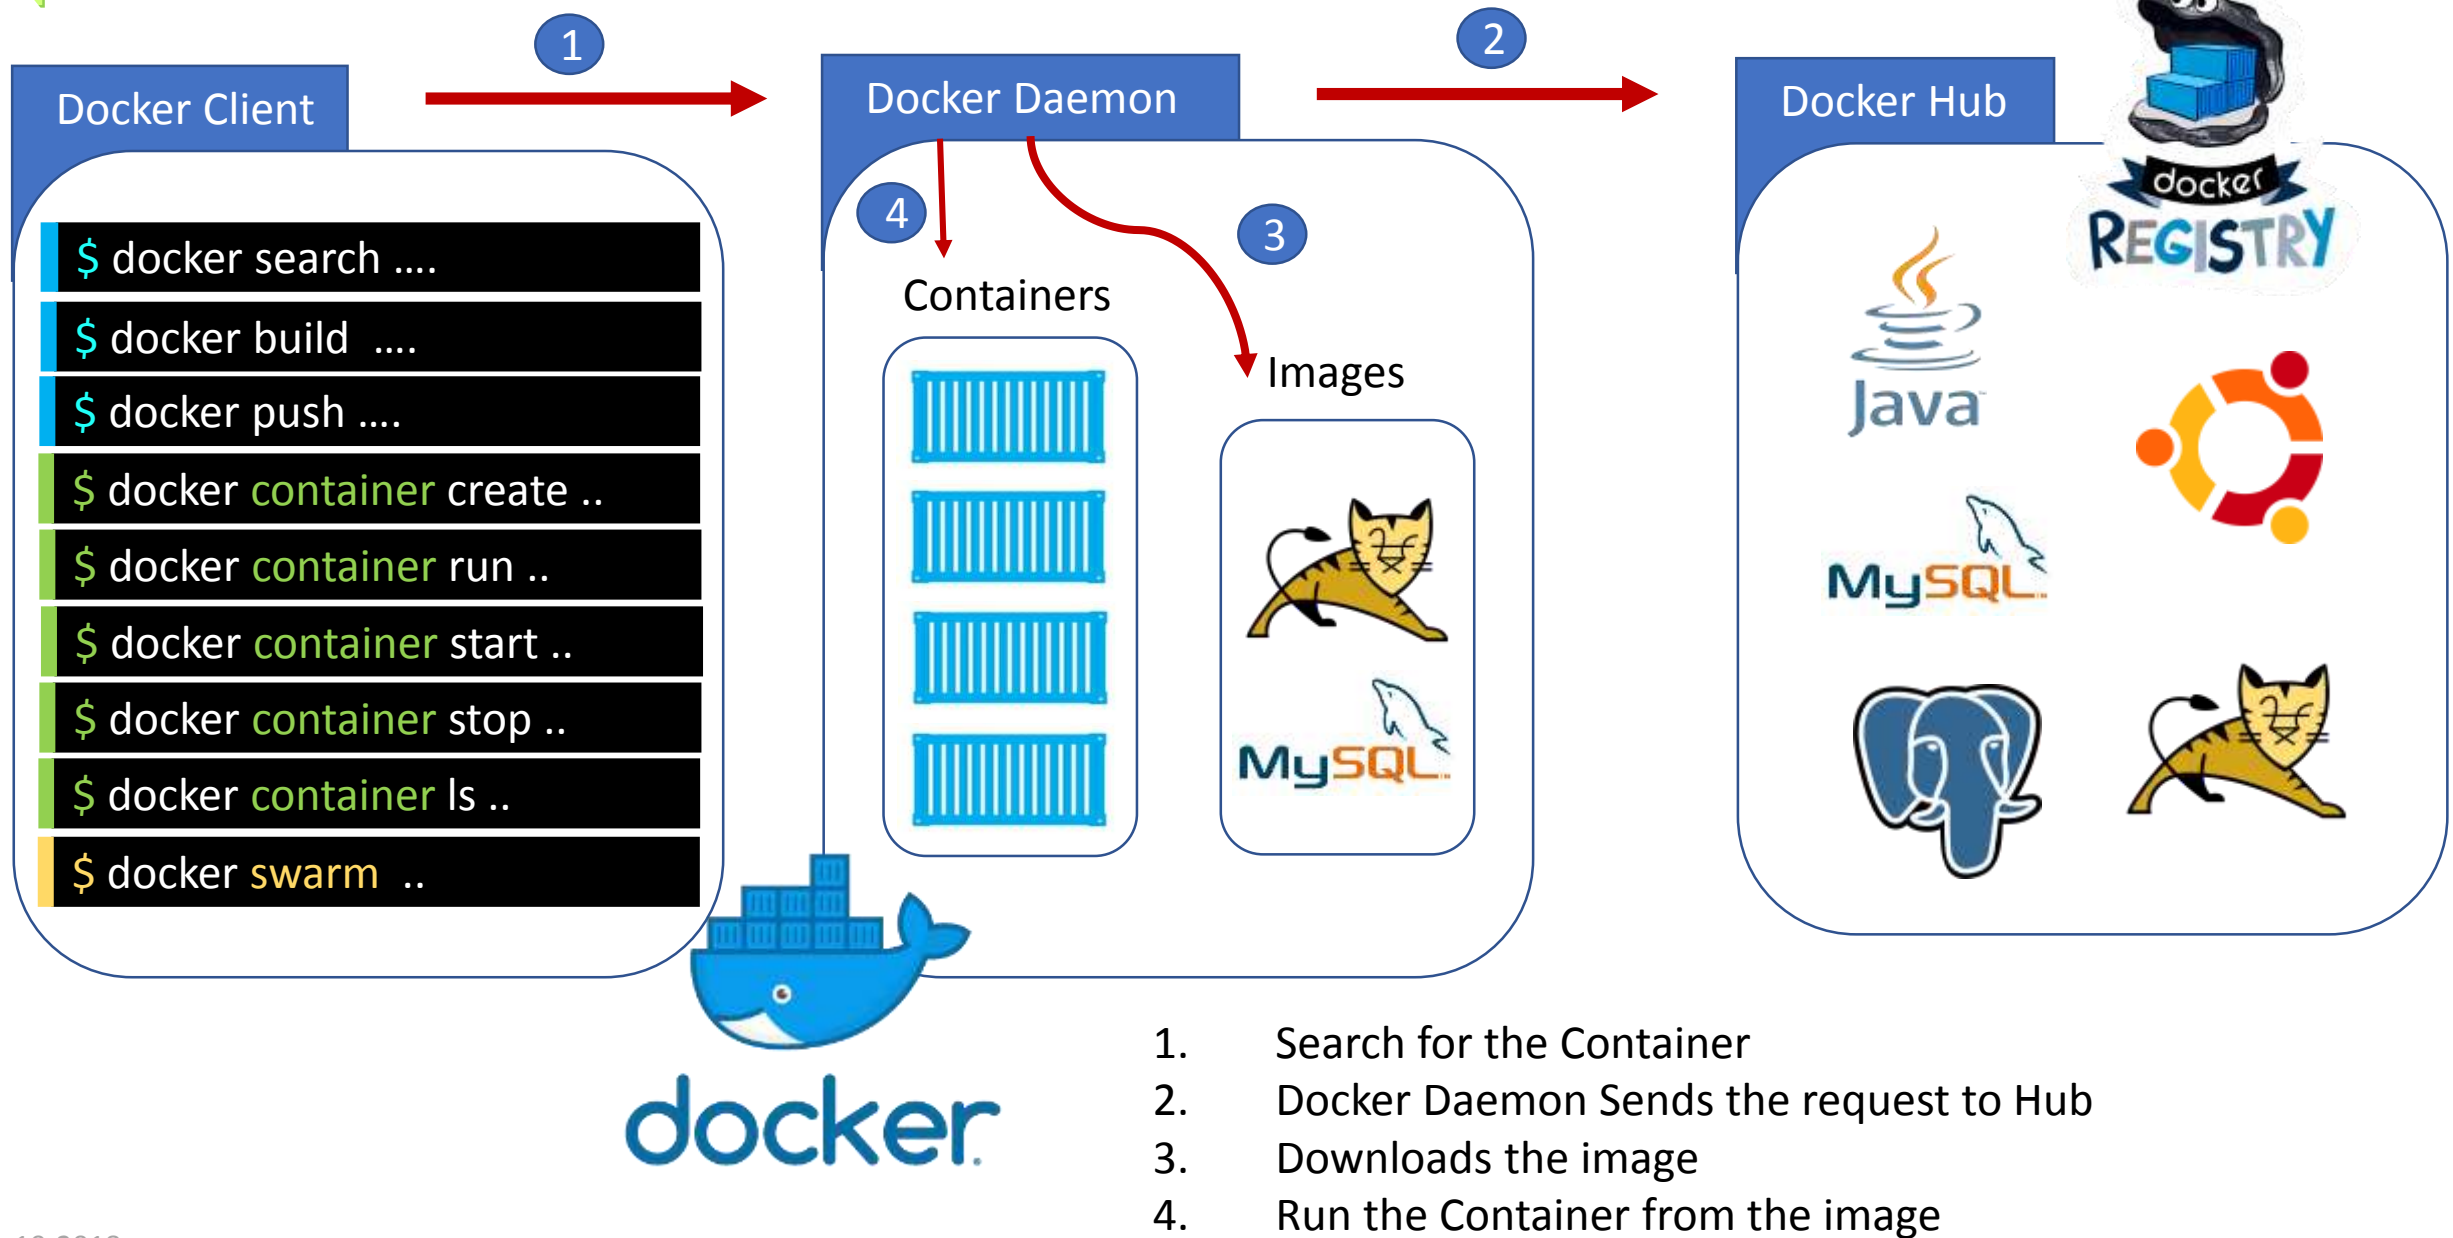 1
2
Docker Client
Docker Daemon
Docker Hub
docker
REGISTRY
4
3
$ docker search ....
$ docker build ....
$ docker push ....
$ docker container create ..
$ docker container run ..
$ docker container start ..
$ docker container stop ..
$ docker container ls ..
$ docker swarm ..
Containers
Images
MySQL
Java
MySQL
docker
1. Search for the Container
2. Docker Daemon Sends the request to Hub
3. Downloads the image
4. Run the Container from the image